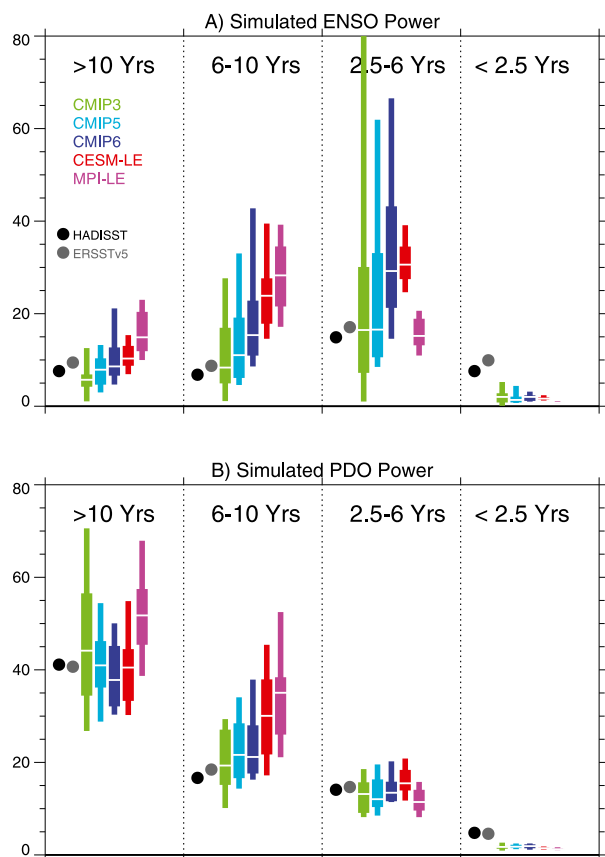 A) Simulated ENSO Power
80
>10 Yrs 6-10 Yrs 2.5-6 Yrs < 2.5 Yrs
CMIP3
CMIP5
60
CMIP6
CESM-LE
MPI-LE
40
HADISST
ERSSTv5
20
0
B) Simulated PDO Power
80
>10 Yrs 6-10 Yrs 2.5-6 Yrs < 2.5 Yrs
60
40
20
0